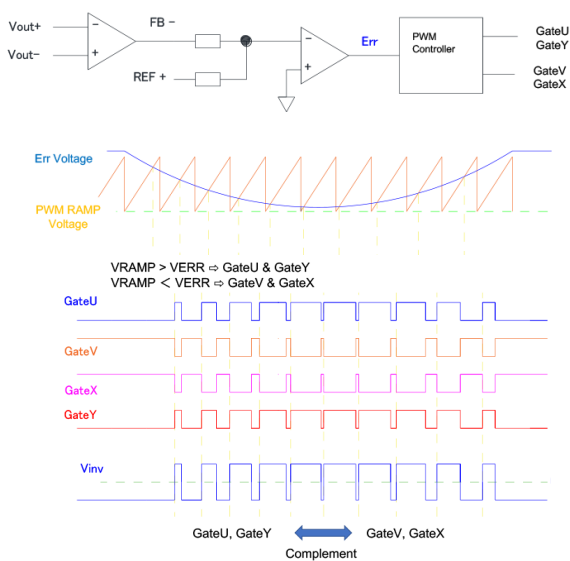 Vout+
FB -
−
+
Vout-
REF +
−
+
Err
PWM
Controller
GateU
GateY
GateV
GateX
Err Voltage
PWM RAMP
Voltage
VRAMP > VERR ⇨ GateU & GateY
VRAMP < VERR ⇨ GateV & GateX
GateU
GateV
GateX
GateY
Vinv
GateU, GateY
GateV, GateX
Complement